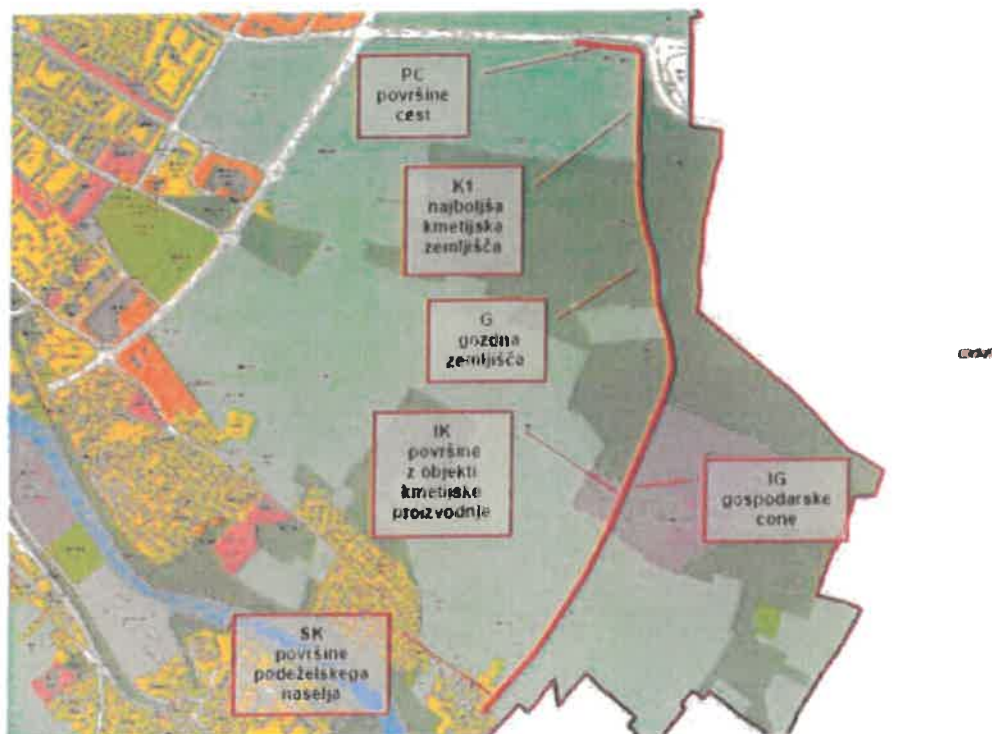 PC
površine
cest
K1
najboljša
kmetijska
zemljišča
G
gozdna
zemljišča
IK
površine
z objekti
kmetijske
proizvodnje
IG
gospodarske
cone
SK
površine
podeželskega
naselja